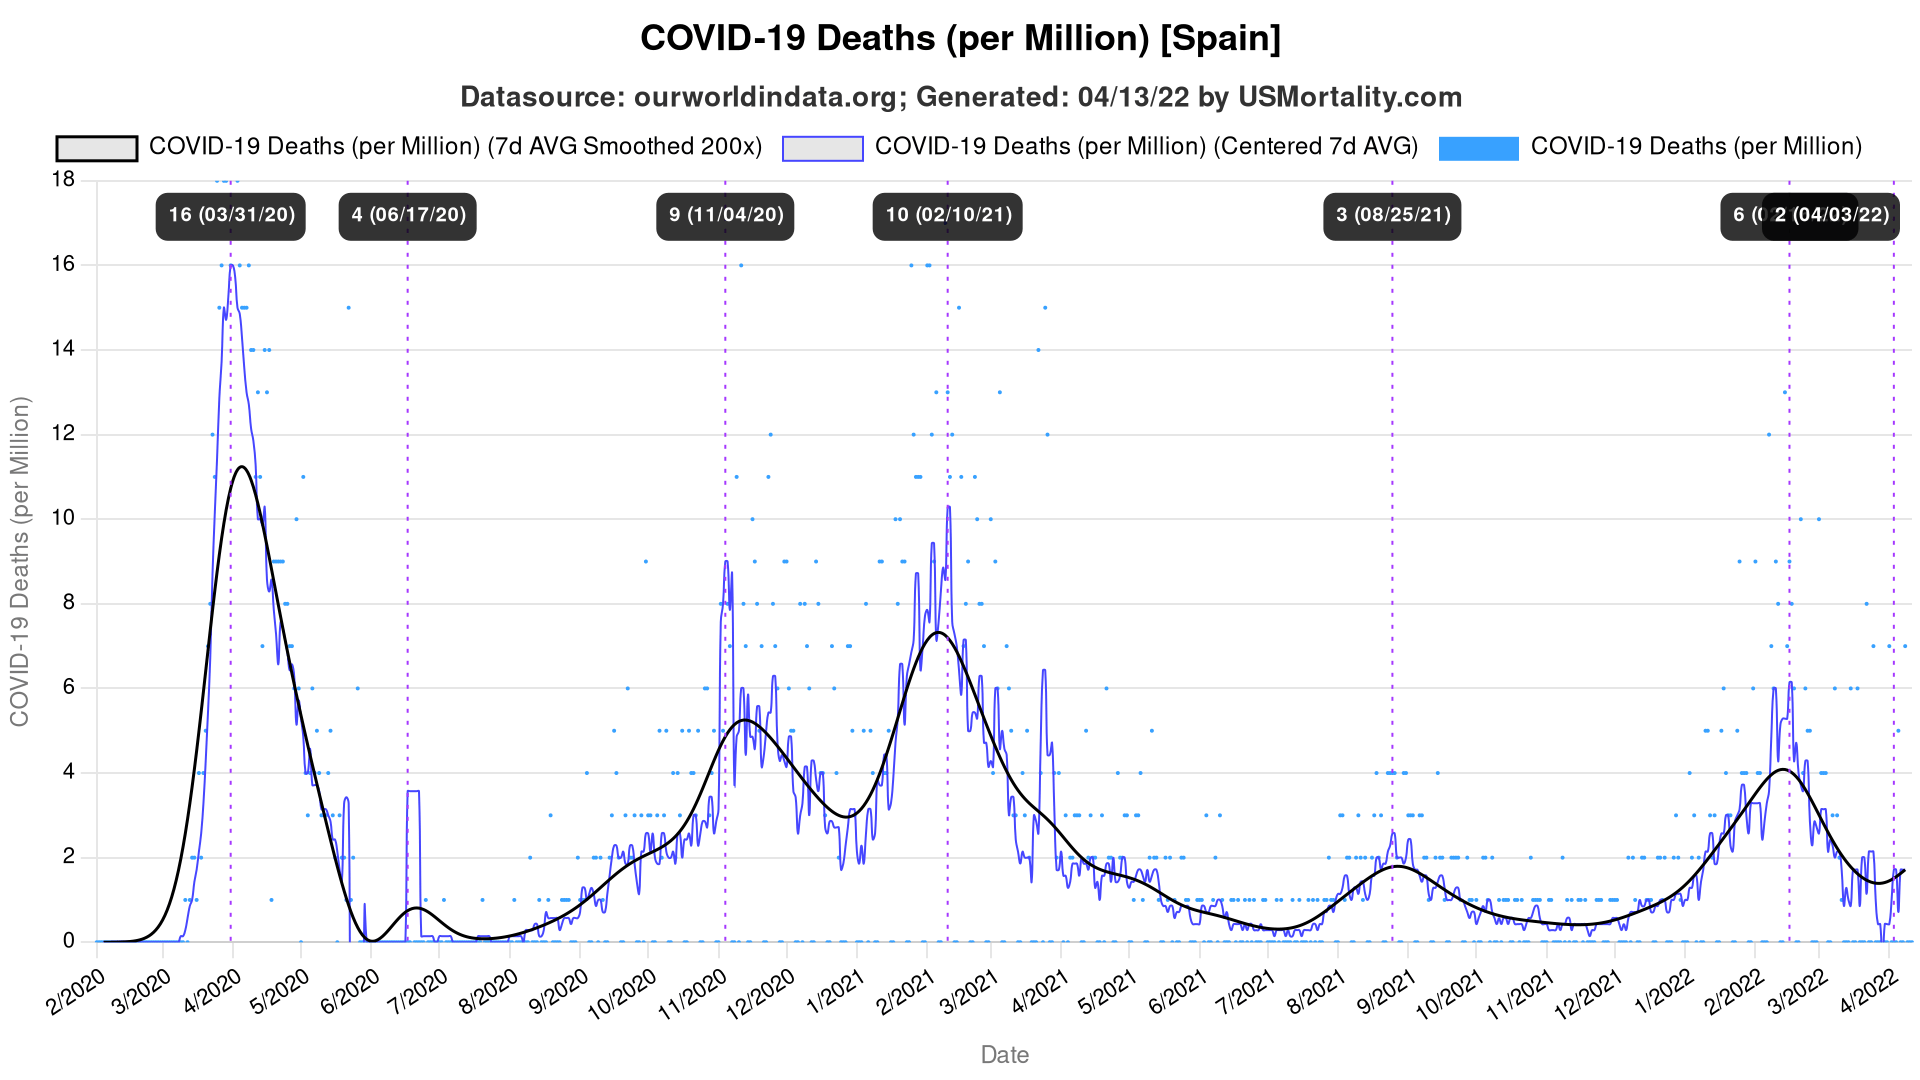 COVID-19 Deaths (per Million) [Spain]
Datasource: ourworldindata.org; Generated: 04/13/22 by USMortality.com
COVID-19 Deaths (per Million) (7d AVG Smoothed 200x) COVID-19 Deaths (per Million) (Centered 7d AVG) COVID-19 Deaths (per Million)
16 (03/31/20) 4 (06/17/20) 9 (11/04/20) 10 (02/10/21) 3 (08/25/21) 6 2 (04/03/22)
18
16
14
12
10
8
6
4
2
0
COVID-19 Deaths (per Million)
2/2020 3/2020 4/2020 5/2020 6/2020 7/2020 8/2020 9/2020 10/2020 11/2020 12/2020 1/2021 2/2021 3/2021 4/2021 5/2021 6/2021 7/2021 8/2021 9/2021 10/2021 11/2021 12/2021 1/2022 2/2022 3/2022 4/2022
Date